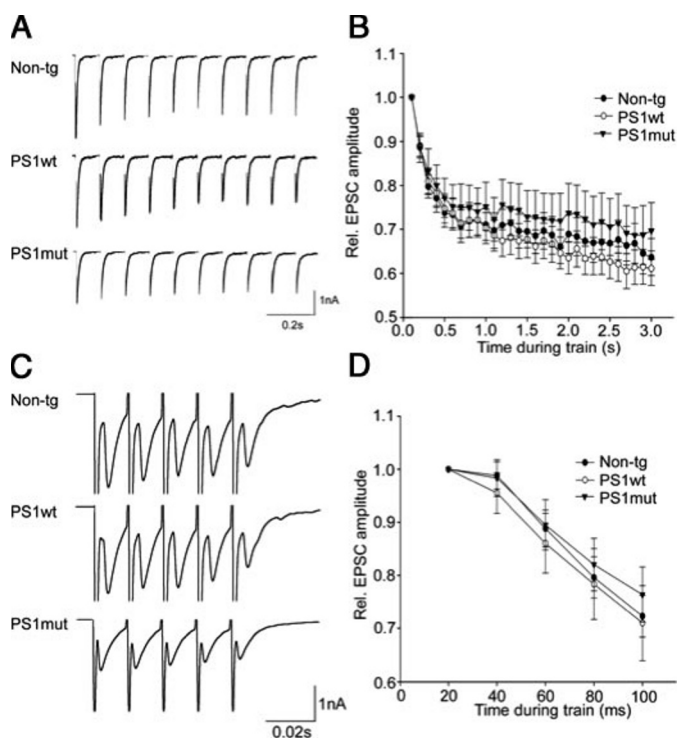 A
Non-tg
PS1wt
PS1mut
1nA
0.2s
B
Rel. EPSC amplitude
1.1
1.0
0.9
0.8
0.7
0.6
0.5
Non-tg
PS1wt
PS1mut
0.0 0.5 1.0 1.5 2.0 2.5 3.0
Time during train (s)
C
Non-tg
PS1wt
PS1mut
1nA
0.02s
D
Rel. EPSC amplitude
1.1
1.0
0.9
0.8
0.7
0.6
Non-tg
PS1wt
PS1mut
0 20 40 60 80 100
Time during train (ms)